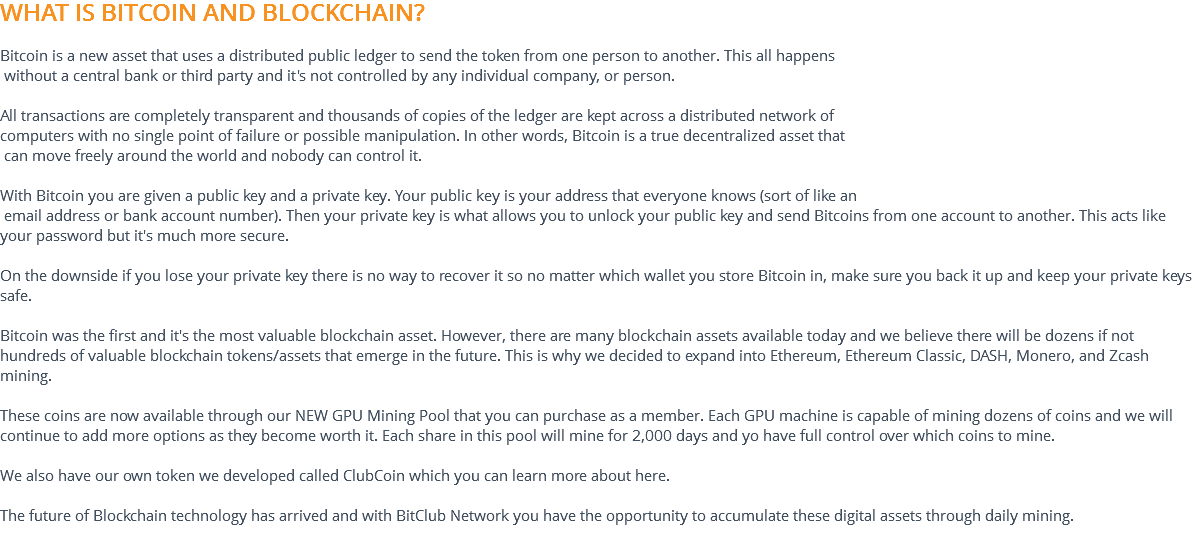 WHAT IS BITCOIN AND BLOCKCHAIN?
Bitcoin is a new asset that uses a distributed public ledger to send the token from one person to another. This all happens
without a central bank or third party and it's not controlled by any individual company, or person.
All transactions are completely transparent and thousands of copies of the ledger are kept across a distributed network of
computers with no single point of failure or possible manipulation. In other words, Bitcoin is a true decentralized asset that
can move freely around the world and nobody can control it.
With Bitcoin you are given a public key and a private key. Your public key is your address that everyone knows (sort of like an
email address or bank account number). Then your private key is what allows you to unlock your public key and send Bitcoins from one account to another. This acts like
your password but it's much more secure.
On the downside if you lose your private key there is no way to recover it so no matter which wallet you store Bitcoin in, make sure you back it up and keep your private keys
safe.
Bitcoin was the first and it's the most valuable blockchain asset. However, there are many blockchain assets available today and we believe there will be dozens if not
hundreds of valuable blockchain tokens/assets that emerge in the future. This is why we decided to expand into Ethereum, Ethereum Classic, DASH, Monero, and Zcash
mining.
These coins are now available through our NEW GPU Mining Pool that you can purchase as a member. Each GPU machine is capable of mining dozens of coins and we will
continue to add more options as they become worth it. Each share in this pool will mine for 2,000 days and yo have full control over which coins to mine.
We also have our own token we developed called ClubCoin which you can learn more about here.
The future of Blockchain technology has arrived and with BitClub Network you have the opportunity to accumulate these digital assets through daily mining.